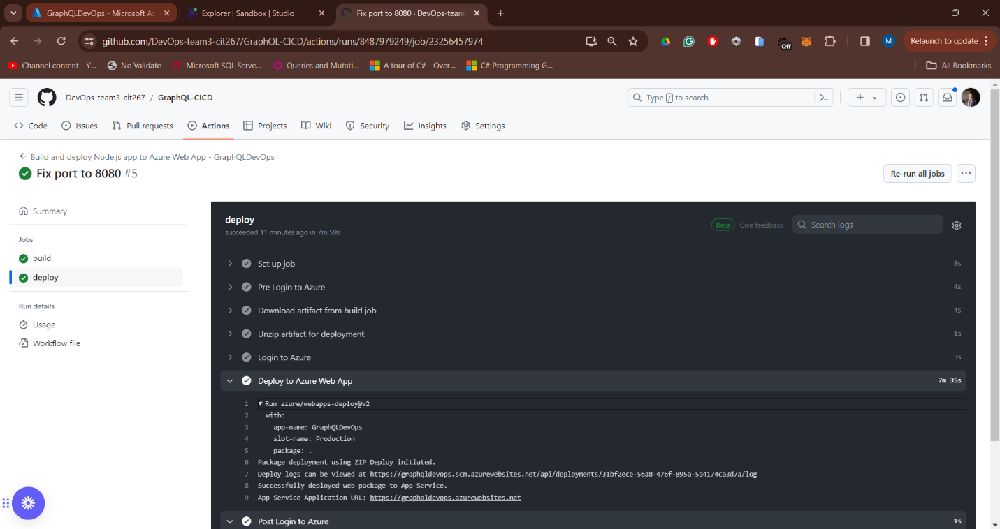 GraphQLDevOps - Microsoft Az
Explorer | Sandbox | Studio
Fix port to 8080 · DevOps-team
github.com/DevOps-team3-cit267/GraphQL-CICD/actions/runs/8487979249/job/23256457974
Off
M
Relaunch to update
Channel content - Y...
No Validate
Microsoft SQL Serve...
Queries and Mutati...
A tour of C# - Over...
C# Programming G...
All Bookmarks
DevOps-team3-cit267 / GraphQL-CICD
Type / to search
Code
Issues
Pull requests
Actions
Projects
Wiki
Security
Insights
Settings
Build and deploy Node.js app to Azure Web App - GraphQLDevOps
Fix port to 8080 #5
Re-run all jobs
Summary
Jobs
build
deploy
Run details
Usage
Workflow file
deploy
succeeded 11 minutes ago in 7m 59s
Beta
Give feedback
Search logs
Set up job 8s
Pre Login to Azure 4s
Download artifact from build job 4s
Unzip artifact for deployment 1s
Login to Azure 3s
Deploy to Azure Web App 7m 35s
1 ▼ Run azure/webapps-deploy@v2
2 with:
3 app-name: GraphQLDevOps
4 slot-name: Production
5 package: .
6 Package deployment using ZIP Deploy initiated.
7 Deploy logs can be viewed at https://graphqldevops.scm.azurewebsites.net/api/deployments/31bf2ece-56a8-476f-895a-5a4174ca3d7a/log
8 Successfully deployed web package to App Service.
9 App Service Application URL: https://graphqldevops.azurewebsites.net
Post Login to Azure 1s